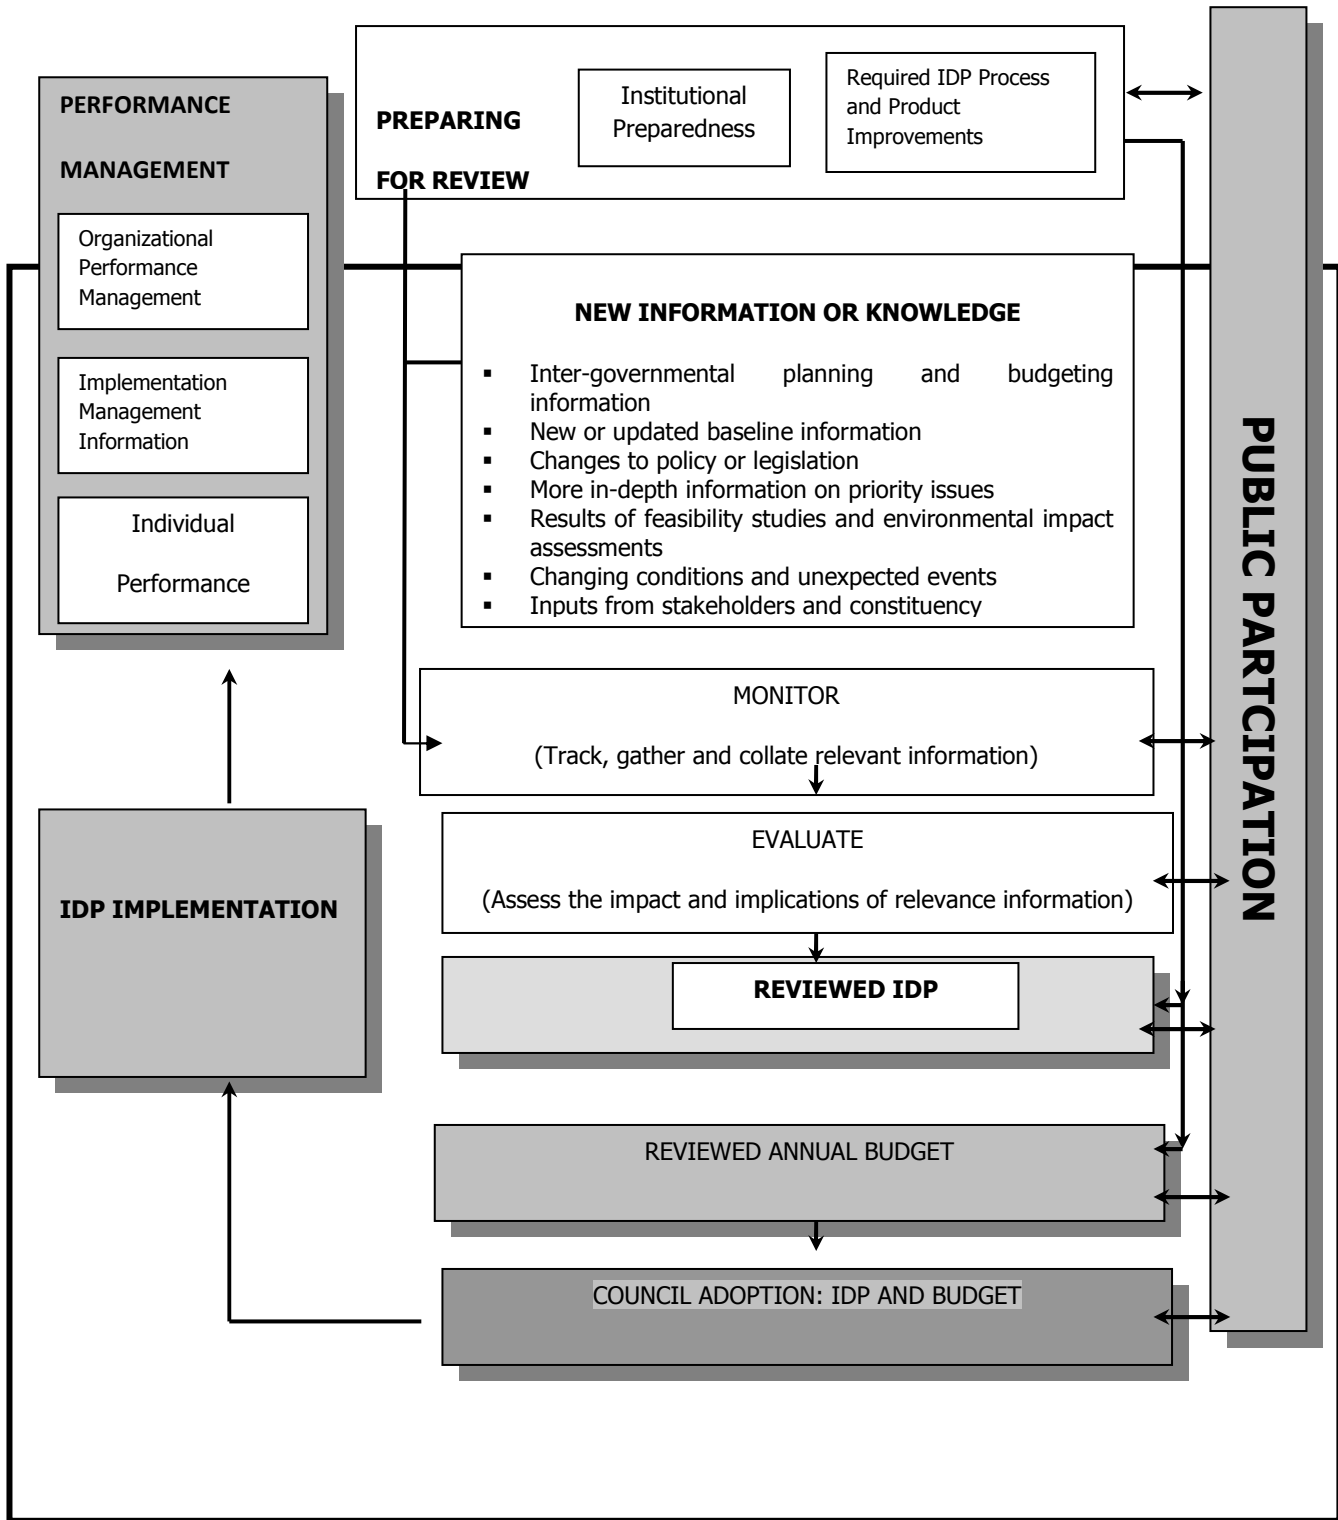 PERFORMANCE
MANAGEMENT
Organizational
Performance
Management
Implementation
Management
Information
Individual
Performance
PREPARING
FOR REVIEW
Institutional
Preparedness
Required IDP Process
and Product
Improvements
NEW INFORMATION OR KNOWLEDGE
▪ Inter-governmental planning and budgeting
information
▪ New or updated baseline information
▪ Changes to policy or legislation
▪ More in-depth information on priority issues
▪ Results of feasibility studies and environmental impact
assessments
▪ Changing conditions and unexpected events
▪ Inputs from stakeholders and constituency
MONITOR
(Track, gather and collate relevant information)
EVALUATE
(Assess the impact and implications of relevance information)
REVIEWED IDP
REVIEWED ANNUAL BUDGET
COUNCIL ADOPTION: IDP AND BUDGET
IDP IMPLEMENTATION
PUBLIC PARTCIPATION